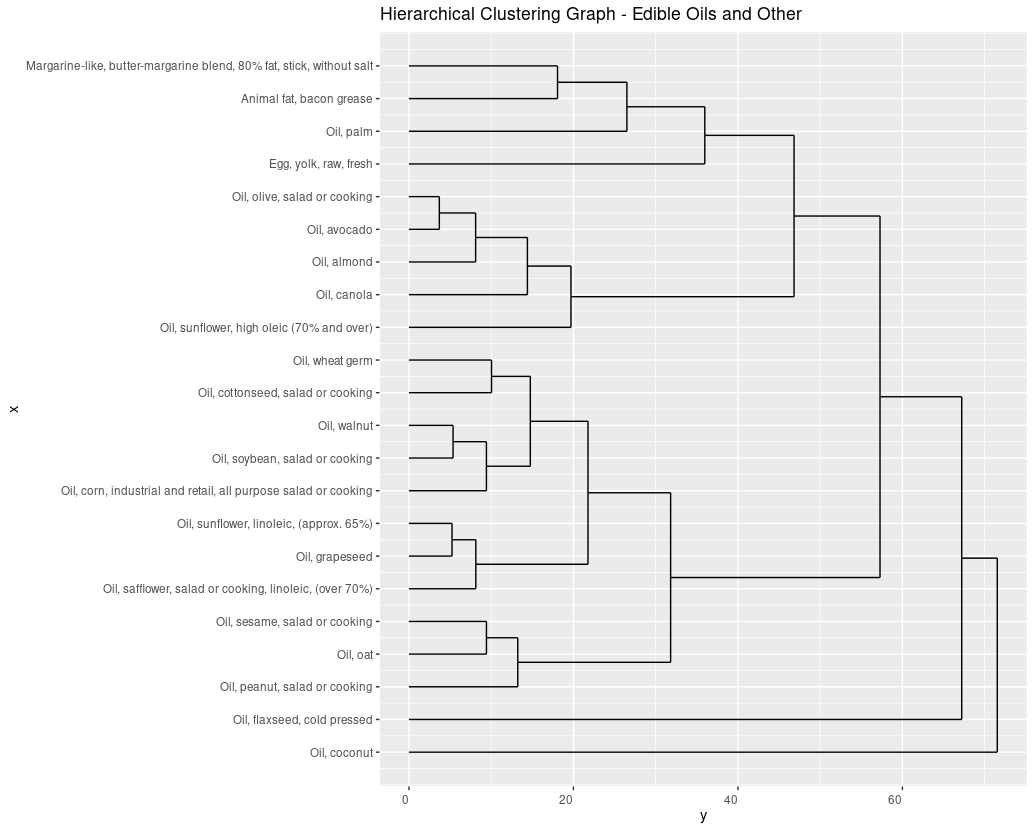 Hierarchical Clustering Graph - Edible Oils and Other
Margarine-like, butter-margarine blend, 80% fat, stick, without salt
Animal fat, bacon grease
Oil, palm
Egg, yolk, raw, fresh
Oil, olive, salad or cooking
Oil, avocado
Oil, almond
Oil, canola
Oil, sunflower, high oleic (70% and over)
Oil, wheat germ
Oil, cottonseed, salad or cooking
x
Oil, walnut
Oil, soybean, salad or cooking
Oil, corn, industrial and retail, all purpose salad or cooking
Oil, sunflower, linoleic, (approx. 65%)
Oil, grapeseed
Oil, safflower, salad or cooking, linoleic, (over 70%)
Oil, sesame, salad or cooking
Oil, oat
Oil, peanut, salad or cooking
Oil, flaxseed, cold pressed
Oil, coconut
0 20 40 60
y